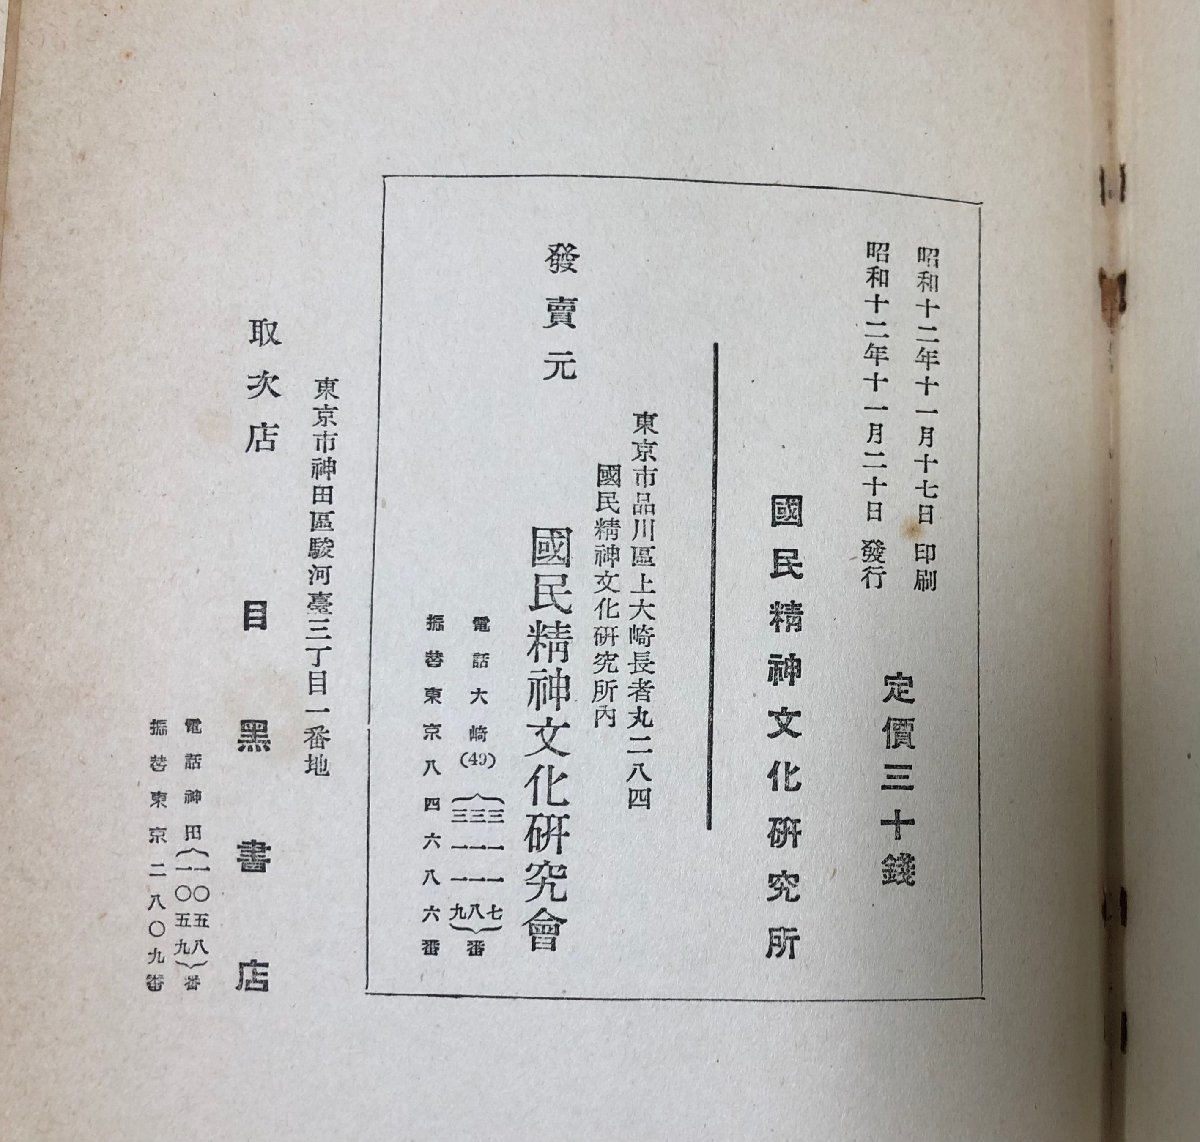 昭和十二年十一月十七日 印刷
昭和十二年十一月二十日 發行
定價三十錢
國民精神文化硏究所
東京市品川區上大崎長者丸二八四
國民精神文化硏究所內
發賣元
國民精神文化硏究會
電話大崎(49){三一一七 三一一八 三一一九}番
振替東京八四六八六番
東京市神田區駿河臺三丁目一番地
取次店
目黑書店
電話神田{一〇五八 一〇五九}番
振替東京二八〇九番